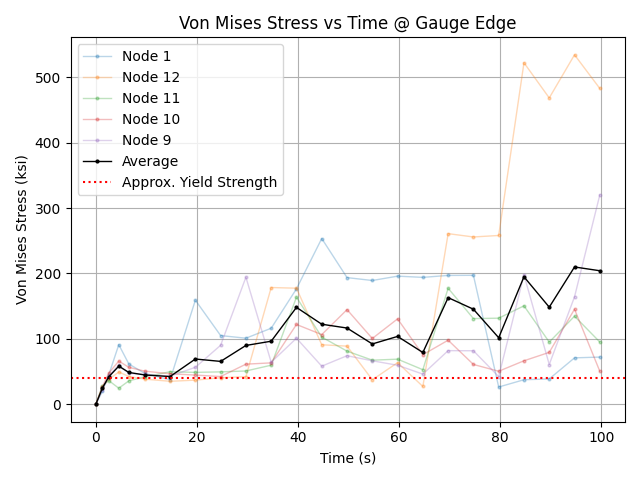 Von Mises Stress vs Time @ Gauge Edge
Von Mises Stress (ksi)
500
400
300
200
100
0
Node 1
Node 12
Node 11
Node 10
Node 9
Average
Approx. Yield Strength
0 20 40 60 80 100
Time (s)